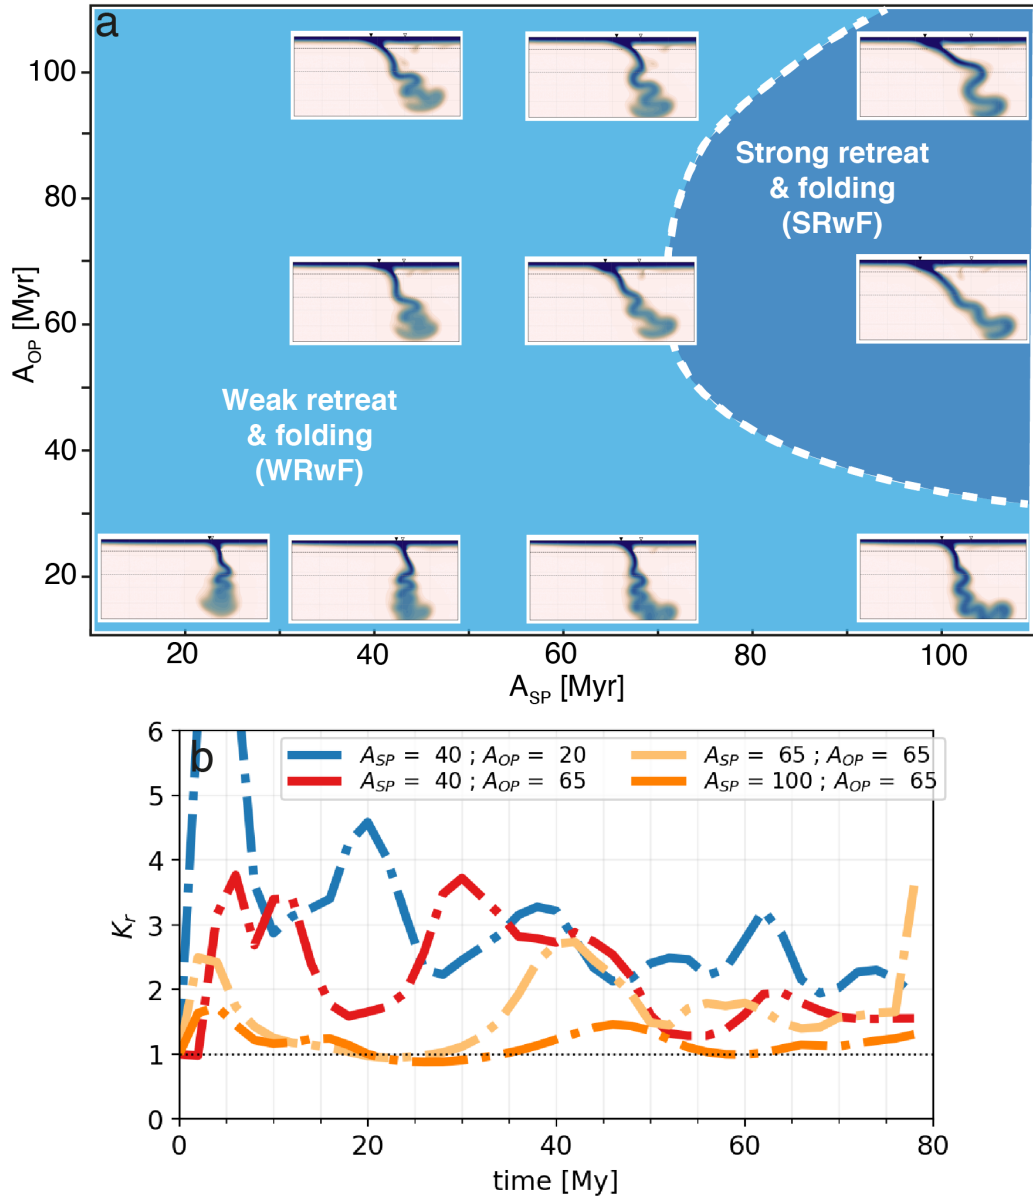 a
100
80
60
40
20
A_OP [Myr]
Strong retreat
& folding
(SRwF)
Weak retreat
& folding
(WRwF)
20 40 60 80 100
A_SP [Myr]
b
A_SP = 40 ; A_OP = 20
A_SP = 40 ; A_OP = 65
A_SP = 65 ; A_OP = 65
A_SP = 100 ; A_OP = 65
6
5
4
3
2
1
0
K_r
0 20 40 60 80
time [My]